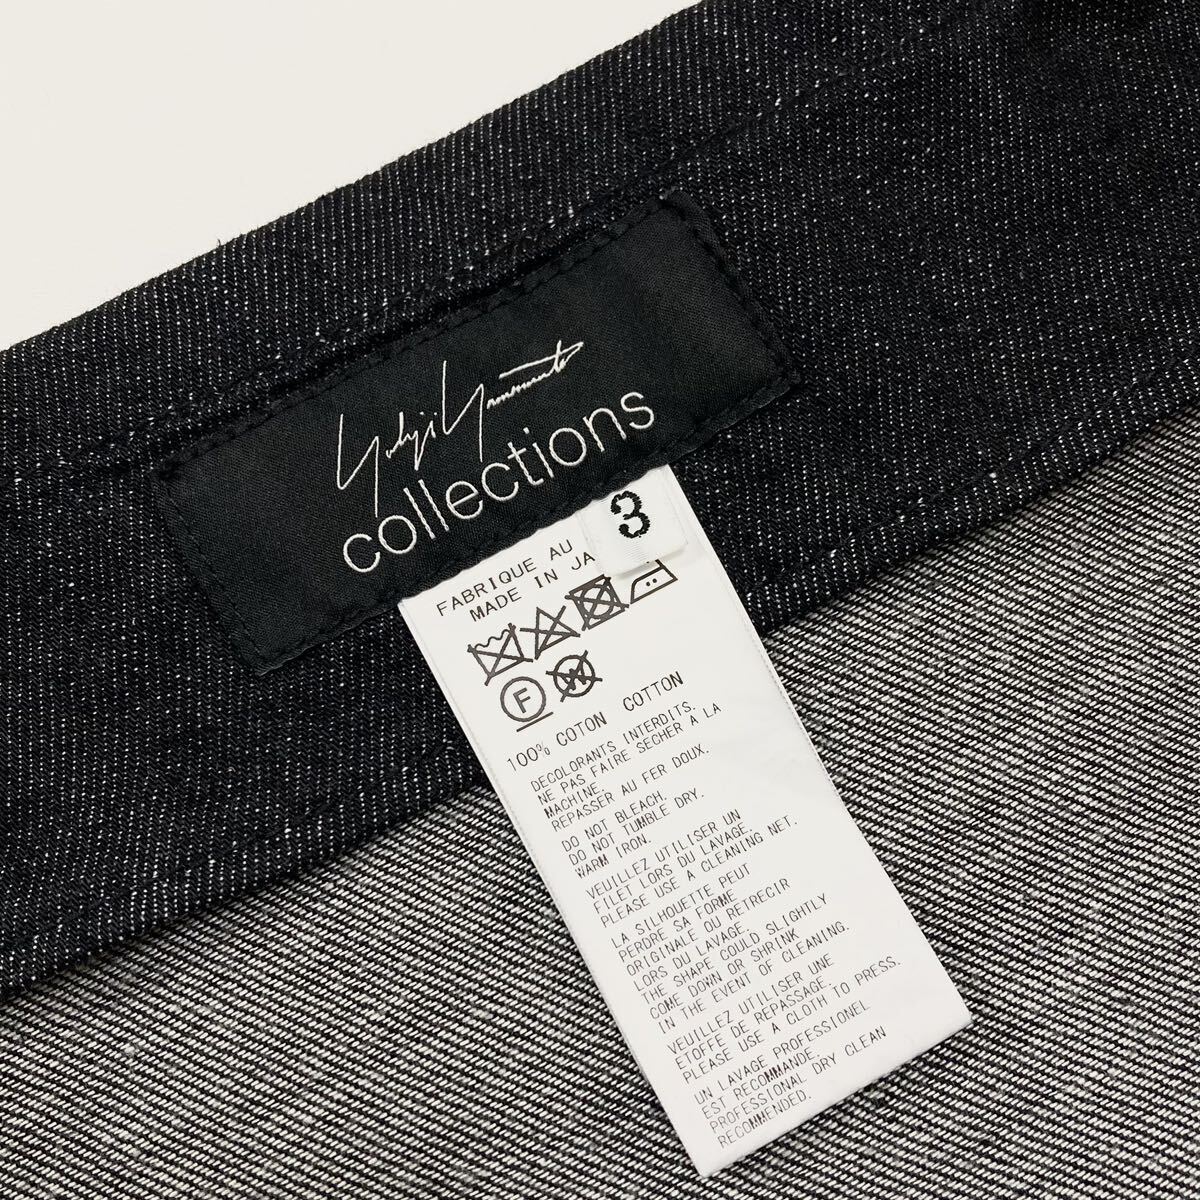 Yohji Yamamoto
collections
3
FABRIQUE AU
MADE IN JA
F
W
100% COTON COTTON
DECOLORANTS INTERDITS.
NE PAS FAIRE SECHER À LA
MACHINE.
REPASSER AU FER DOUX.
DO NOT BLEACH.
DO NOT TUMBLE DRY.
WARM IRON.
VEUILLEZ UTILISER UN
FILET LORS DU LAVAGE.
PLEASE USE A CLEANING NET.
LA SILHOUETTE PEUT
PERDRE SA FORME
ORIGINALE OU RETRECIR
LORS DU LAVAGE.
THE SHAPE COULD SLIGHTLY
COME DOWN OR SHRINK
IN THE EVENT OF CLEANING.
VEUILLEZ UTILISER UNE
ETOFFE DE REPASSAGE.
PLEASE USE A CLOTH TO PRESS.
UN LAVAGE PROFESSIONEL
EST RECOMMANDE.
PROFESSIONAL DRY CLEAN
RECOMMENDED.